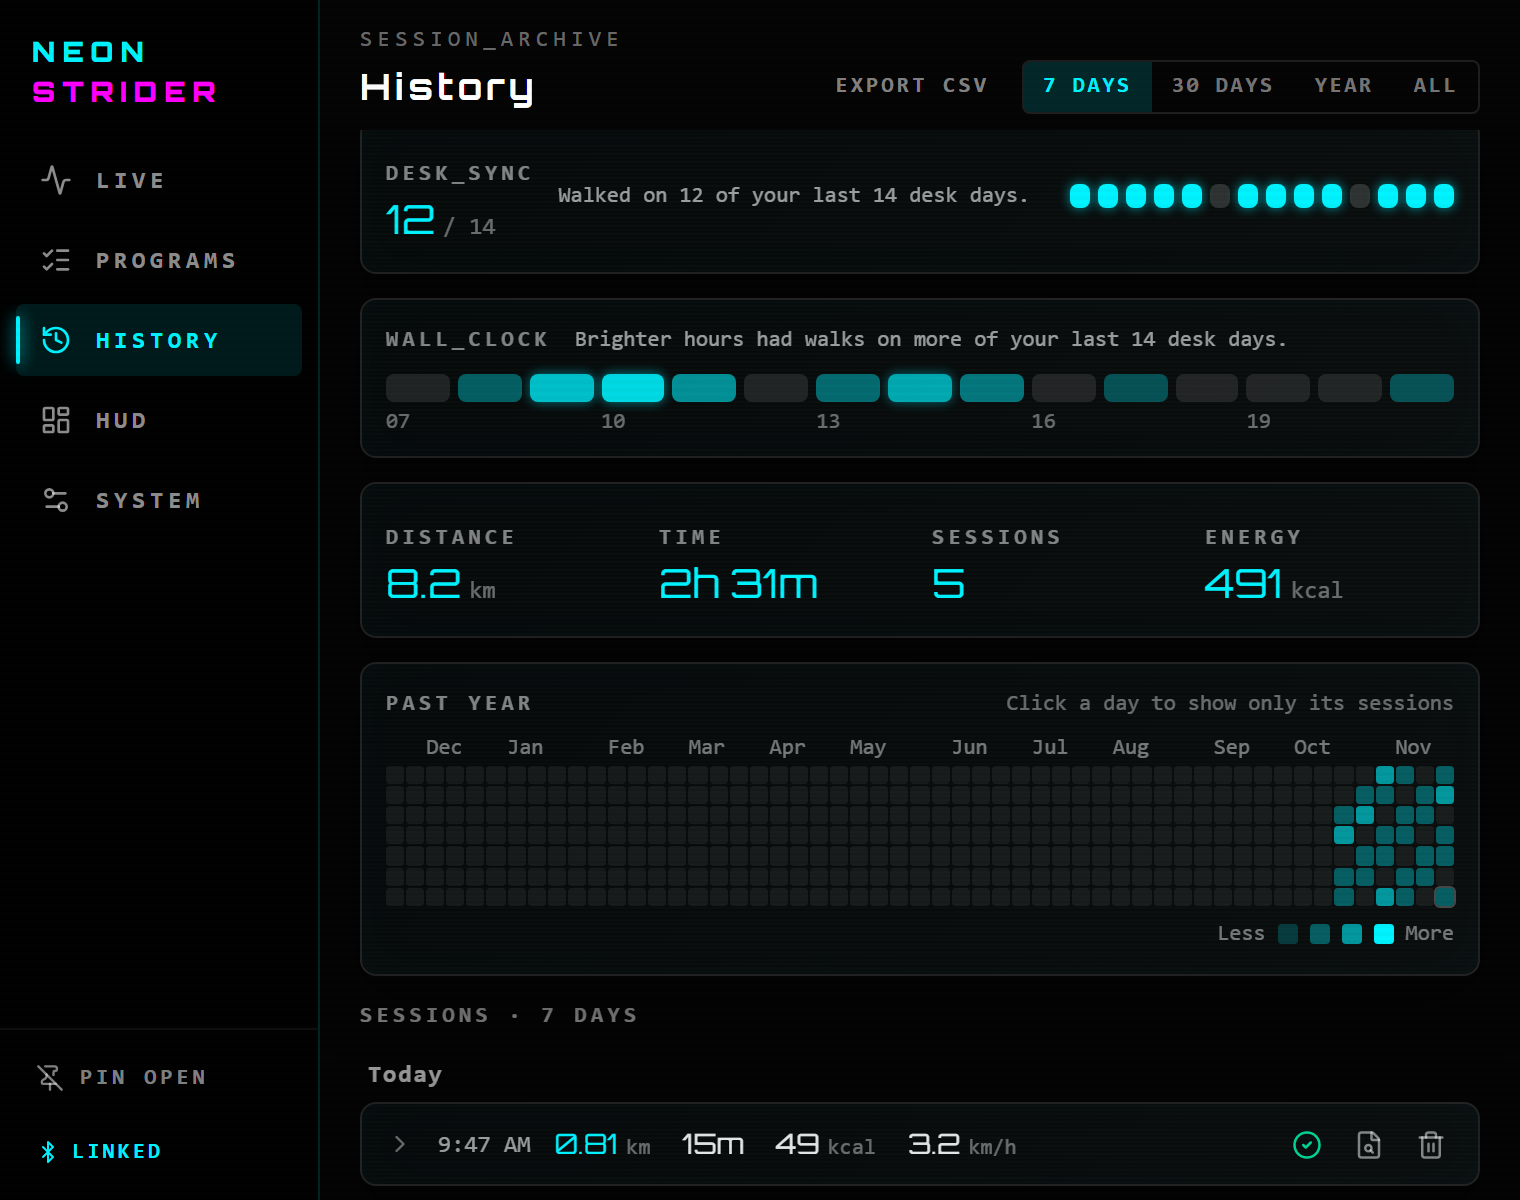 NEON
STRIDER
LIVE
PROGRAMS
HISTORY
HUD
SYSTEM
PIN OPEN
LINKED
SESSION_ARCHIVE
History
EXPORT CSV
7 DAYS
30 DAYS
YEAR
ALL
DESK_SYNC
12 / 14
Walked on 12 of your last 14 desk days.
WALL_CLOCK Brighter hours had walks on more of your last 14 desk days.
07 10 13 16 19
DISTANCE TIME SESSIONS ENERGY
8.2 km 2h 31m 5 491 kcal
PAST YEAR Click a day to show only its sessions
Dec Jan Feb Mar Apr May Jun Jul Aug Sep Oct Nov
Less More
SESSIONS · 7 DAYS
Today
9:47 AM 0.81 km 15m 49 kcal 3.2 km/h